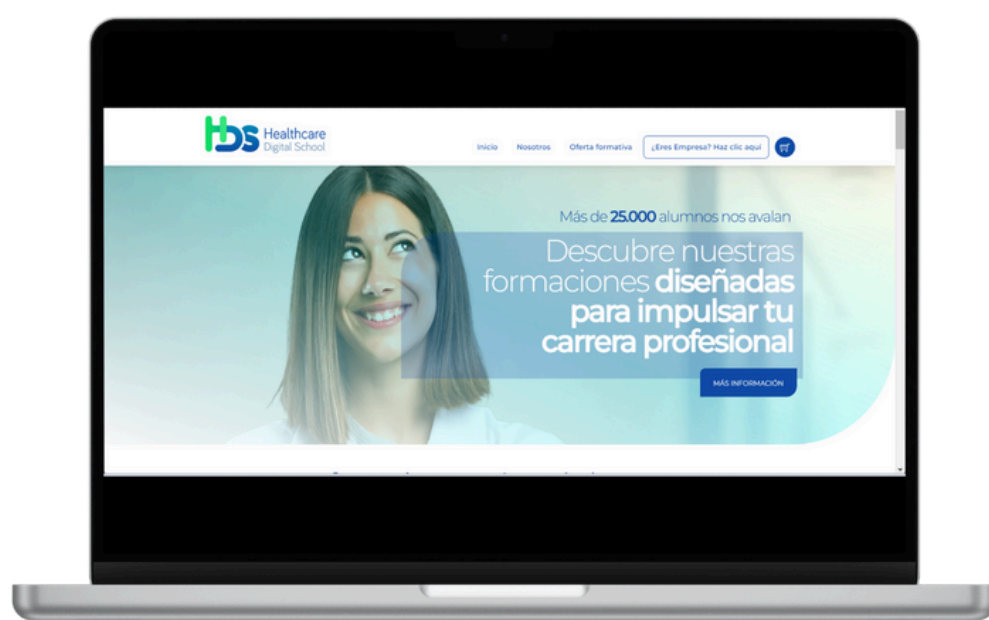 HDS Healthcare
Digital School
Inicio Nosotros Oferta formativa ¿Eres Empresa? Haz clic aquí
Más de 25.000 alumnos nos avalan
Descubre nuestras
formaciones diseñadas
para impulsar tu
carrera profesional
MÁS INFORMACIÓN